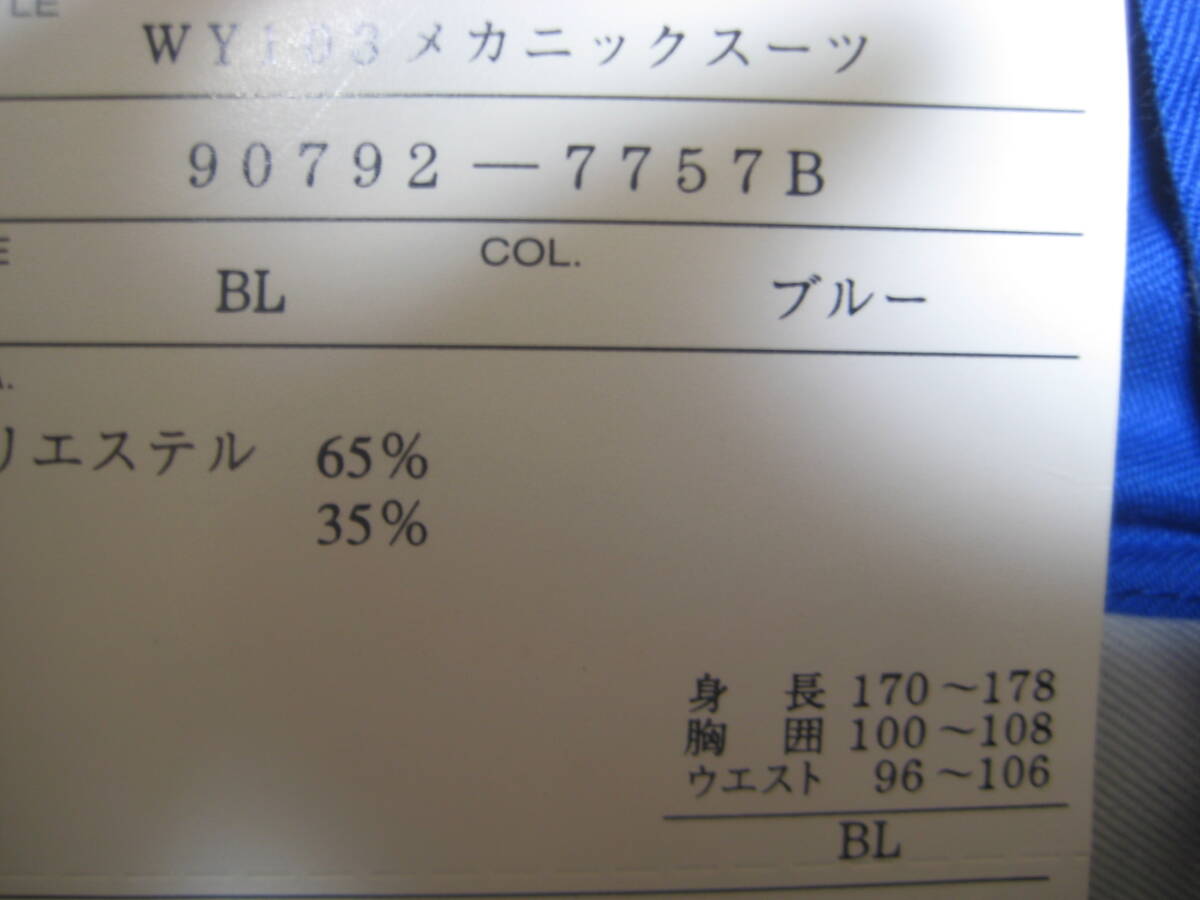 LE
WY103メカニックスーツ
90792—7757B
E COL.
BL ブルー
A.
リエステル 65%
35%
身 長 170～178
胸 囲 100～108
ウエスト 96～106
BL